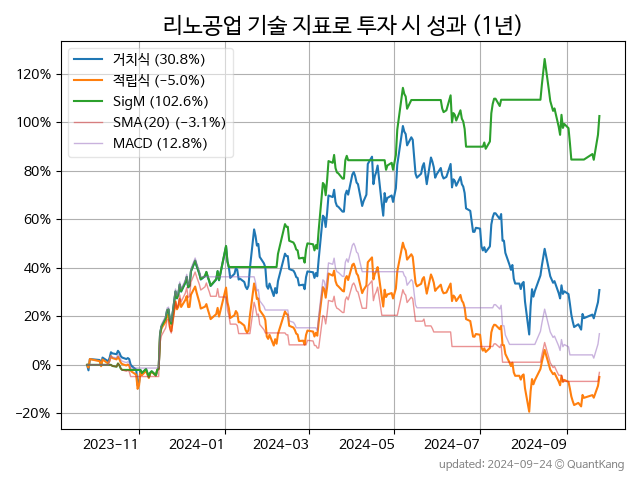 리노공업 기술 지표로 투자 시 성과 (1년)
거치식 (30.8%)
적립식 (−5.0%)
SigM (102.6%)
SMA(20) (−3.1%)
MACD (12.8%)
120%
100%
80%
60%
40%
20%
0%
−20%
2023−11
2024−01
2024−03
2024−05
2024−07
2024−09
updated: 2024−09−24 © QuantKang